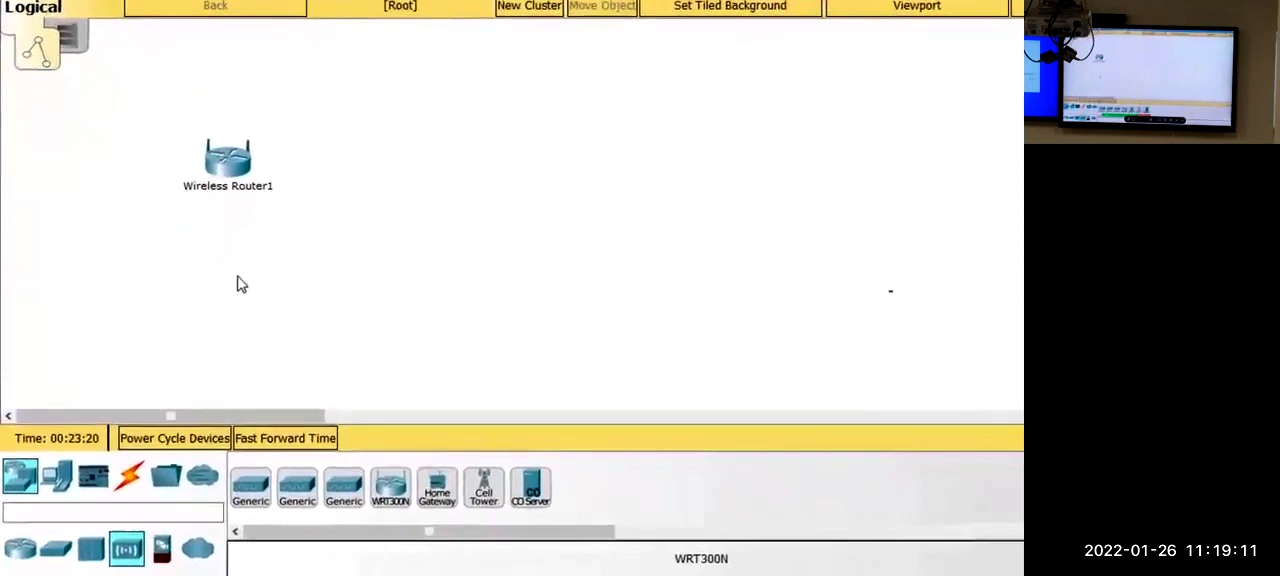 Logical
Back
[Root]
New Cluster
Move Object
Set Tiled Background
Viewport
Wireless Router1
Time: 00:23:20
Power Cycle Devices
Fast Forward Time
Generic
Generic
Generic
WRT300N
Home Gateway
Cell Tower
CO Server
WRT300N
2022-01-26 11:19:11